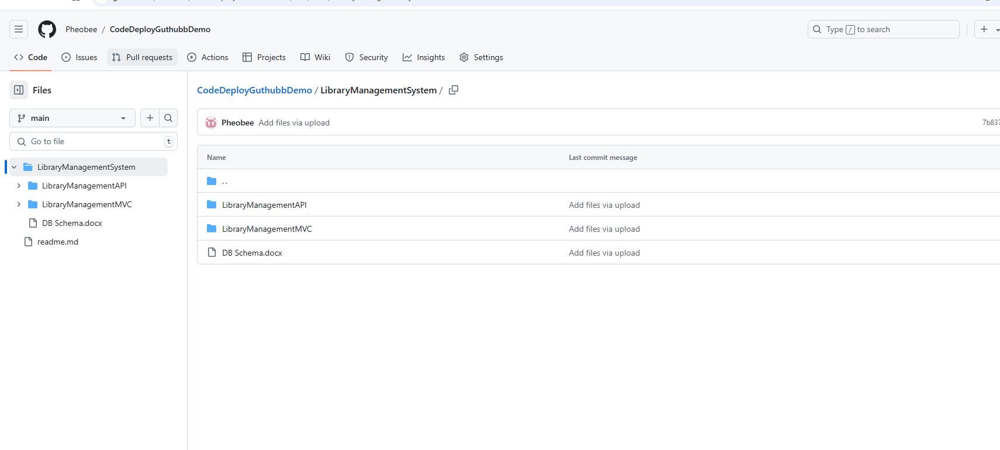 Pheobee / CodeDeployGuthubbDemo
Type / to search
Code Issues Pull requests Actions Projects Wiki Security Insights Settings
Files
CodeDeployGuthubbDemo / LibraryManagementSystem /
main
Pheobee Add files via upload
7b837
Go to file
t
Name Last commit message
LibraryManagementSystem
..
LibraryManagementAPI
LibraryManagementAPI Add files via upload
LibraryManagementMVC
LibraryManagementMVC Add files via upload
DB Schema.docx
DB Schema.docx Add files via upload
readme.md